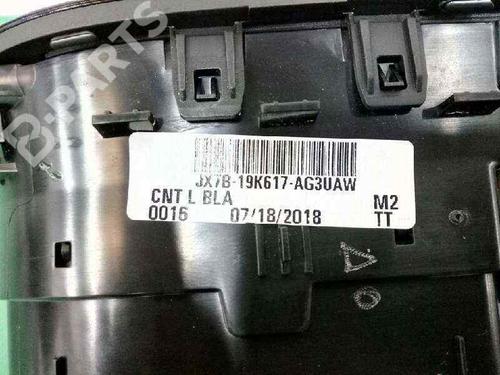 B-PARTS
JX7B-19K617-AG3UAW
CNT L BLA M2
0016 07/18/2018 TT